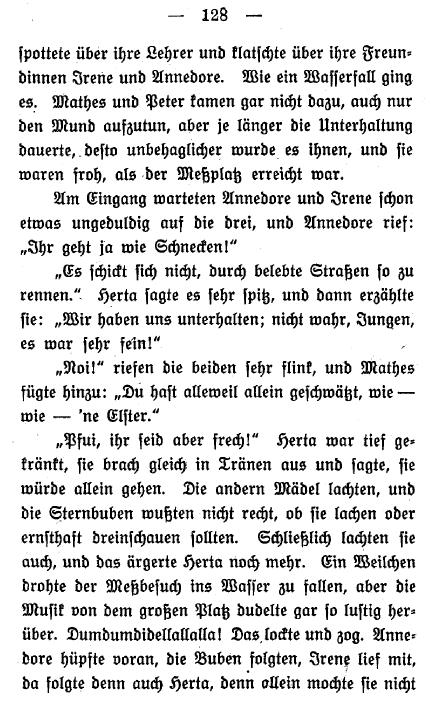 — 128 —
spottete über ihre Lehrer und klatschte über ihre Freun-
dinnen Irene und Annedore. Wie ein Wasserfall ging
es. Mathes und Peter kamen gar nicht dazu, auch nur
den Mund aufzutun, aber je länger die Unterhaltung
dauerte, desto unbehaglicher wurde es ihnen, und sie
waren froh, als der Meßplatz erreicht war.
Am Eingang warteten Annedore und Irene schon
etwas ungeduldig auf die drei, und Annedore rief:
„Ihr geht ja wie Schnecken!“
„Es schickt sich nicht, durch belebte Straßen so zu
rennen.“ Herta sagte es sehr spitz, und dann erzählte
sie: „Wir haben uns unterhalten; nicht wahr, Jungen,
es war sehr fein!“
„Noi!“ riefen die beiden sehr flink, und Mathes
fügte hinzu: „Du hast alleweil allein geschwätzt, wie —
wie — 'ne Elster.“
„Pfui, ihr seid aber frech!“ Herta war tief ge-
kränkt, sie brach gleich in Tränen aus und sagte, sie
würde allein gehen. Die andern Mädel lachten, und
die Sternbuben wußten nicht recht, ob sie lachen oder
ernsthaft dreinschauen sollten. Schließlich lachten sie
auch, und das ärgerte Herta noch mehr. Ein Weilchen
drohte der Meßbesuch ins Wasser zu fallen, aber die
Musik von dem großen Platz dudelte gar so lustig her-
über. Dumdumdidellallalla! Das lockte und zog. Anne-
dore hüpfte voran, die Buben folgten, Irene lief mit,
da folgte denn auch Herta, denn allein mochte sie nicht